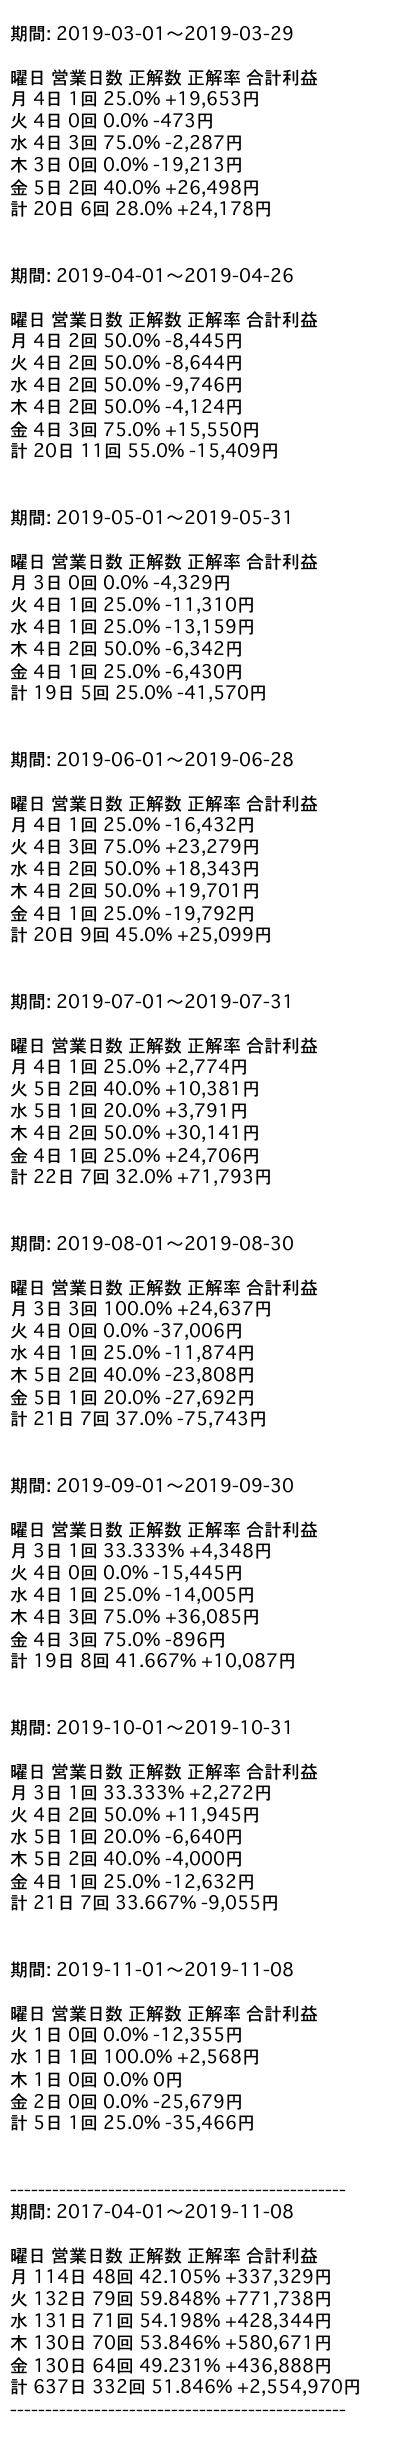 期間: 2019-03-01〜2019-03-29
曜日 営業日数 正解数 正解率 合計利益
月 4日 1回 25.0% +19,653円
火 4日 0回 0.0% -473円
水 4日 3回 75.0% -2,287円
木 3日 0回 0.0% -19,213円
金 5日 2回 40.0% +26,498円
計 20日 6回 28.0% +24,178円
期間: 2019-04-01〜2019-04-26
曜日 営業日数 正解数 正解率 合計利益
月 4日 2回 50.0% -8,445円
火 4日 2回 50.0% -8,644円
水 4日 2回 50.0% -9,746円
木 4日 2回 50.0% -4,124円
金 4日 3回 75.0% +15,550円
計 20日 11回 55.0% -15,409円
期間: 2019-05-01〜2019-05-31
曜日 営業日数 正解数 正解率 合計利益
月 3日 0回 0.0% -4,329円
火 4日 1回 25.0% -11,310円
水 4日 1回 25.0% -13,159円
木 4日 2回 50.0% -6,342円
金 4日 1回 25.0% -6,430円
計 19日 5回 25.0% -41,570円
期間: 2019-06-01〜2019-06-28
曜日 営業日数 正解数 正解率 合計利益
月 4日 1回 25.0% -16,432円
火 4日 3回 75.0% +23,279円
水 4日 2回 50.0% +18,343円
木 4日 2回 50.0% +19,701円
金 4日 1回 25.0% -19,792円
計 20日 9回 45.0% +25,099円
期間: 2019-07-01〜2019-07-31
曜日 営業日数 正解数 正解率 合計利益
月 4日 1回 25.0% +2,774円
火 5日 2回 40.0% +10,381円
水 5日 1回 20.0% +3,791円
木 4日 2回 50.0% +30,141円
金 4日 1回 25.0% +24,706円
計 22日 7回 32.0% +71,793円
期間: 2019-08-01〜2019-08-30
曜日 営業日数 正解数 正解率 合計利益
月 3日 3回 100.0% +24,637円
火 4日 0回 0.0% -37,006円
水 4日 1回 25.0% -11,874円
木 5日 2回 40.0% -23,808円
金 5日 1回 20.0% -27,692円
計 21日 7回 37.0% -75,743円
期間: 2019-09-01〜2019-09-30
曜日 営業日数 正解数 正解率 合計利益
月 3日 1回 33.333% +4,348円
火 4日 0回 0.0% -15,445円
水 4日 1回 25.0% -14,005円
木 4日 3回 75.0% +36,085円
金 4日 3回 75.0% -896円
計 19日 8回 41.667% +10,087円
期間: 2019-10-01〜2019-10-31
曜日 営業日数 正解数 正解率 合計利益
月 3日 1回 33.333% +2,272円
火 4日 2回 50.0% +11,945円
水 5日 1回 20.0% -6,640円
木 5日 2回 40.0% -4,000円
金 4日 1回 25.0% -12,632円
計 21日 7回 33.667% -9,055円
期間: 2019-11-01〜2019-11-08
曜日 営業日数 正解数 正解率 合計利益
火 1日 0回 0.0% -12,355円
水 1日 1回 100.0% +2,568円
木 1日 0回 0.0% 0円
金 2日 0回 0.0% -25,679円
計 5日 1回 25.0% -35,466円
------------------------------------------------
期間: 2017-04-01〜2019-11-08
曜日 営業日数 正解数 正解率 合計利益
月 114日 48回 42.105% +337,329円
火 132日 79回 59.848% +771,738円
水 131日 71回 54.198% +428,344円
木 130日 70回 53.846% +580,671円
金 130日 64回 49.231% +436,888円
計 637日 332回 51.846% +2,554,970円
------------------------------------------------